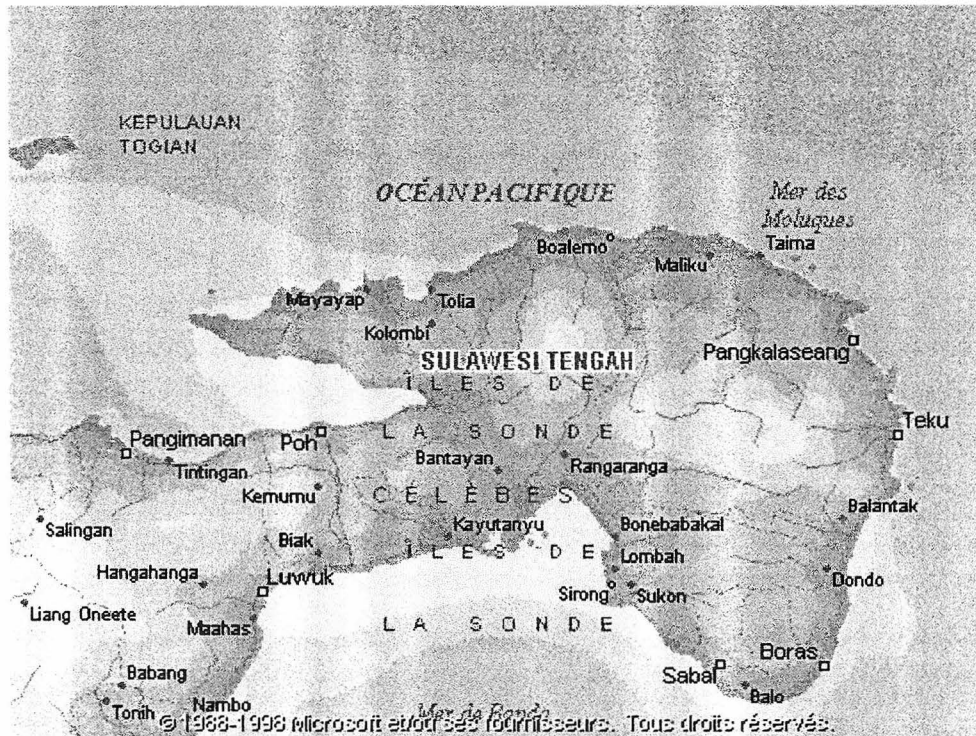 KEPULAUAN
TOGIAN
OCÉAN PACIFIQUE
Mer des
Moluques
Boalemo
Taima
Maliku
Mayayap
Tolia
Kolombi
Pangkalaseang
SULAWESI TENGAH
ÎLES DE
LA SONDE
Teku
Pangimanan
Poh
Tintingan
Bantayan
Rangaranga
Kemumu
CÉLÈBES
Balantak
Salingan
Kayutanyu
Bonebabakal
Biak
ÎLES DE
Lombah
Hangahanga
Luwuk
Dondo
Sirong
Sukon
Liang Oneete
Maahas
LA SONDE
Babang
Sabal
Boras
Tonih
Nambo
Balo
Mer de Banda
© 1988-1998 Microsoft et/ou ses fournisseurs. Tous droits réservés.